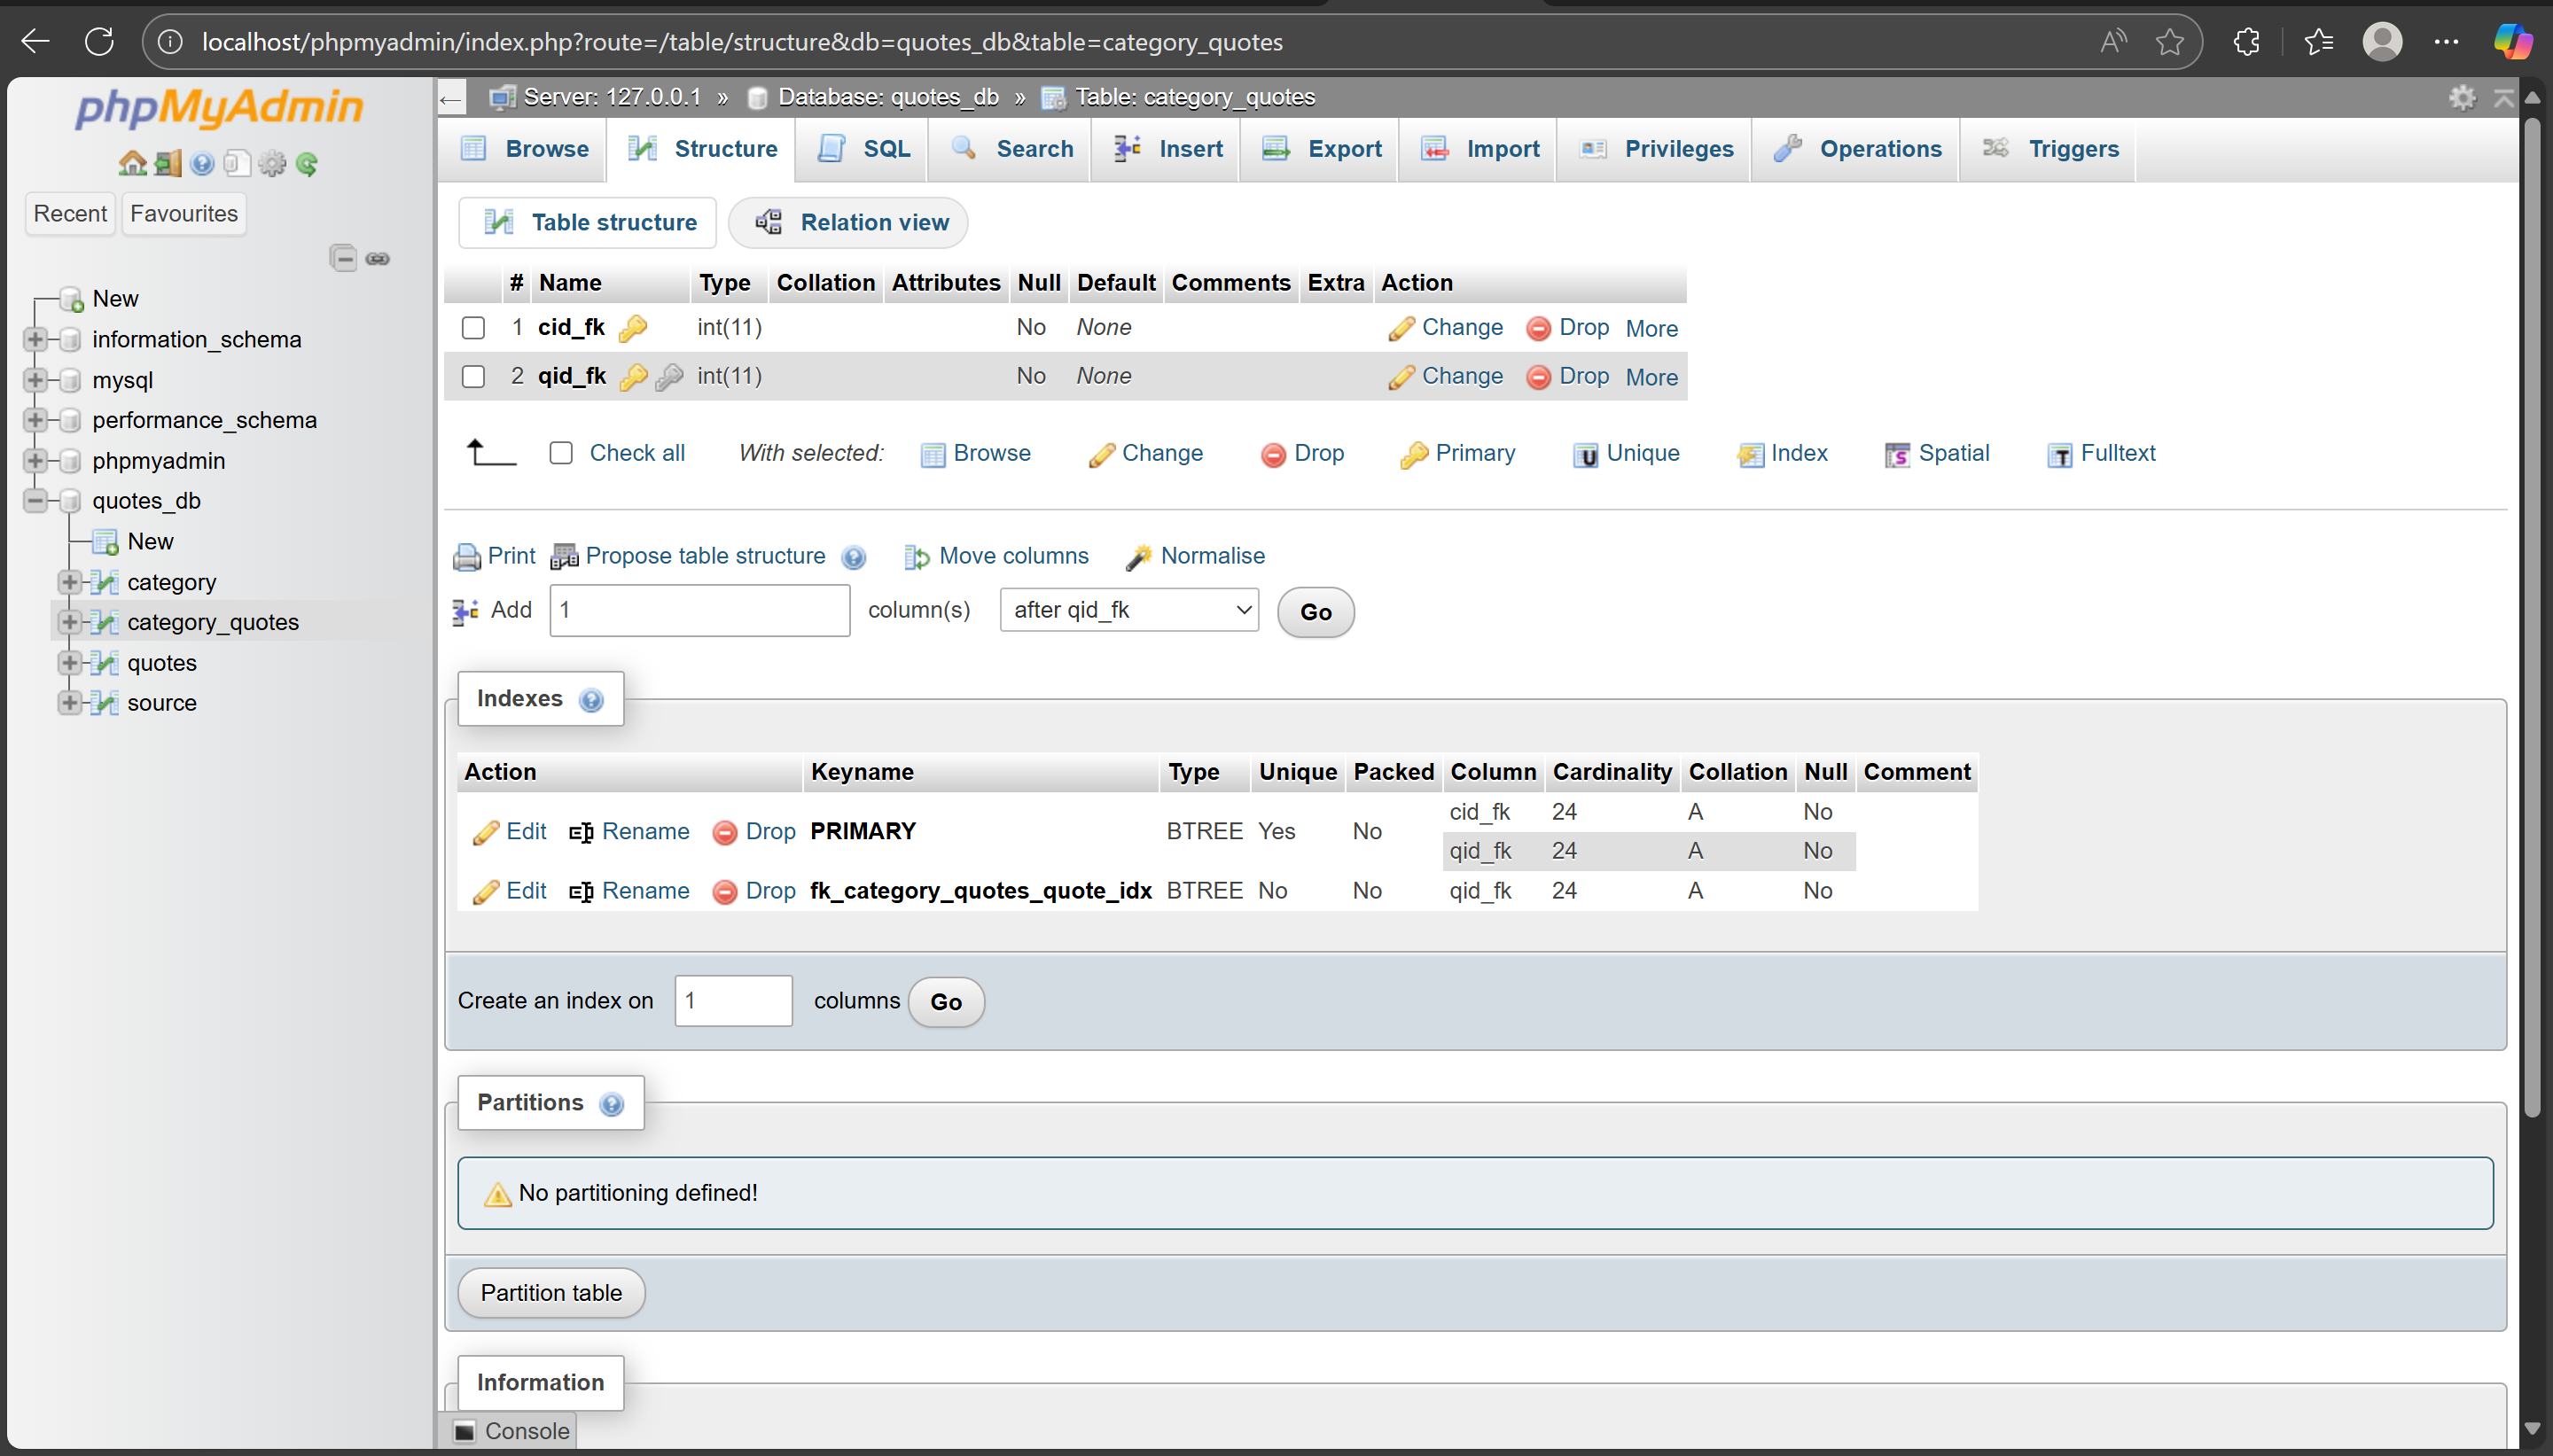 localhost/phpmyadmin/index.php?route=/table/structure&db=quotes_db&table=category_quotes
phpMyAdmin
Recent Favourites
New
information_schema
mysql
performance_schema
phpmyadmin
quotes_db
New
category
category_quotes
quotes
source
Server: 127.0.0.1 » Database: quotes_db » Table: category_quotes
Browse Structure SQL Search Insert Export Import Privileges Operations Triggers
Table structure Relation view
# Name Type Collation Attributes Null Default Comments Extra Action
1 cid_fk int(11) No None Change Drop More
2 qid_fk int(11) No None Change Drop More
Check all With selected: Browse Change Drop Primary Unique Index Spatial Fulltext
Print Propose table structure Move columns Normalise
Add 1 column(s) after qid_fk Go
Indexes
Action Keyname Type Unique Packed Column Cardinality Collation Null Comment
Edit Rename Drop PRIMARY BTREE Yes No cid_fk 24 A No
qid_fk 24 A No
Edit Rename Drop fk_category_quotes_quote_idx BTREE No No qid_fk 24 A No
Create an index on 1 columns Go
Partitions
No partitioning defined!
Partition table
Information
Console